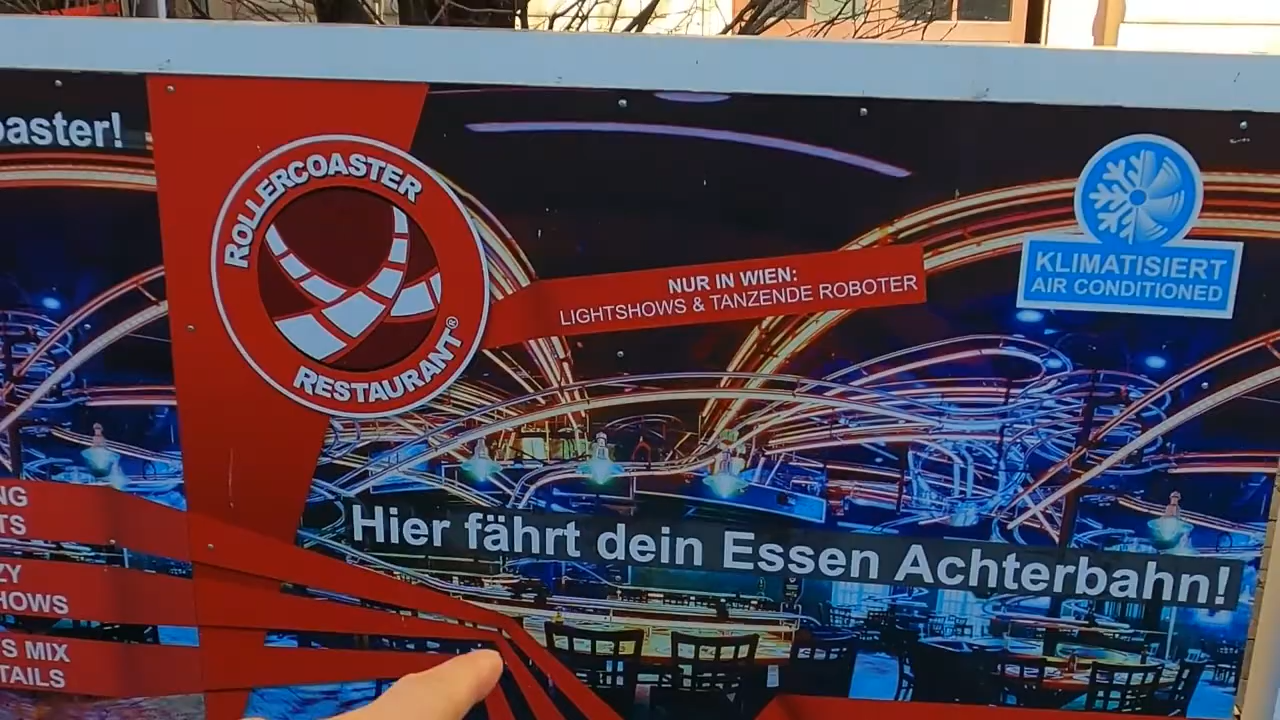 oaster!
ROLLERCOASTER
RESTAURANT®
NUR IN WIEN:
LIGHTSHOWS & TANZENDE ROBOTER
KLIMATISIERT
AIR CONDITIONED
Hier fährt dein Essen Achterbahn!
NG
TS
ZY
HOWS
S MIX
TAILS